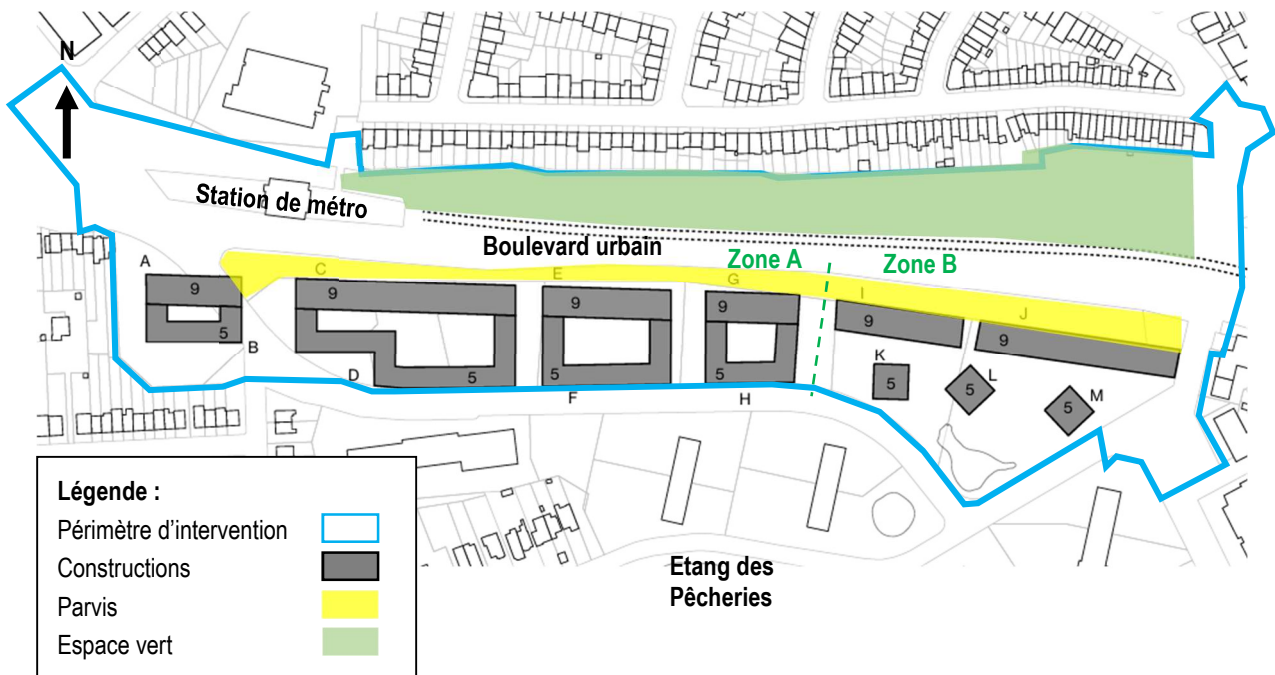 N
Station de métro
Boulevard urbain
Zone A
Zone B
A
C
E
G
I
J
9
9
9
9
9
9
5
B
D
5
5
5
F
H
K
5
L
5
M
5
Etang des
Pêcheries
Légende :
Périmètre d'intervention
Constructions
Parvis
Espace vert